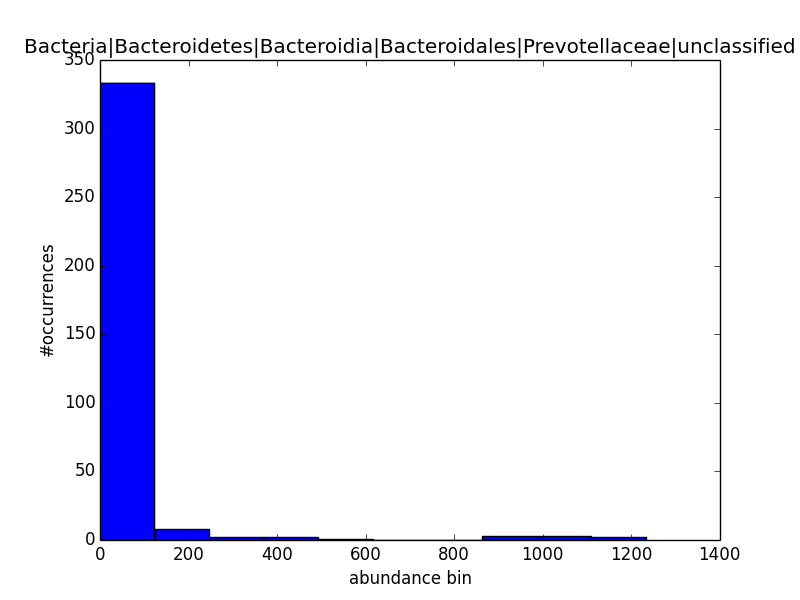 Bacteria|Bacteroidetes|Bacteroidia|Bacteroidales|Prevotellaceae|unclassified
350
300
250
200
150
100
50
0
#occurrences
0 200 400 600 800 1000 1200 1400
abundance bin